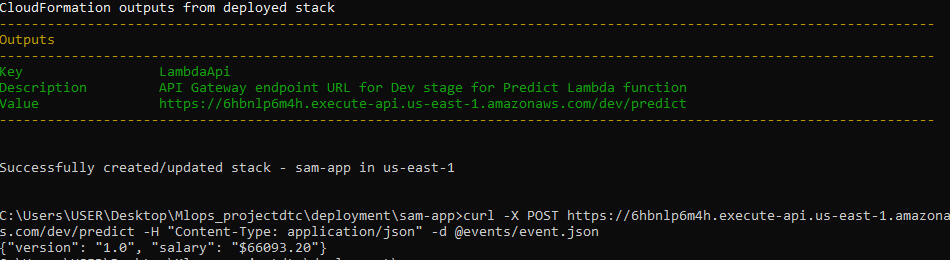 CloudFormation outputs from deployed stack
---------------------------------------------------------------------------------------------------------------------
Outputs
---------------------------------------------------------------------------------------------------------------------
Key LambdaApi
Description API Gateway endpoint URL for Dev stage for Predict Lambda function
Value https://6hbnlp6m4h.execute-api.us-east-1.amazonaws.com/dev/predict
---------------------------------------------------------------------------------------------------------------------
Successfully created/updated stack - sam-app in us-east-1
C:\Users\USER\Desktop\Mlops_projectdtc\deployment\sam-app>curl -X POST https://6hbnlp6m4h.execute-api.us-east-1.amazona
ws.com/dev/predict -H "Content-Type: application/json" -d @events/event.json
{"version": "1.0", "salary": "$66093.20"}